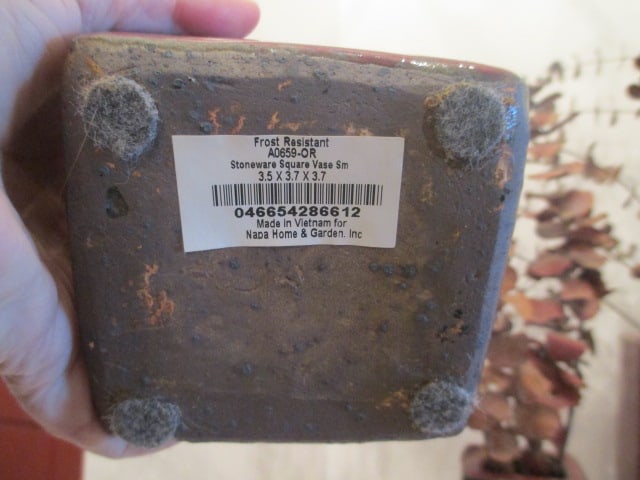 Frost Resistant
A0659-OR
Stoneware Square Vase Sm
3.5 X 3.7 X 3.7
046654286612
Made in Vietnam for
Napa Home & Garden, Inc